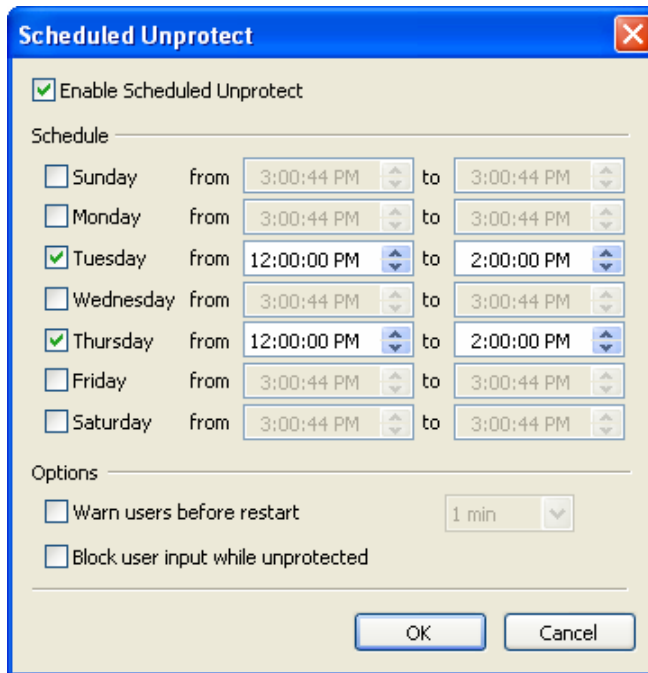 Scheduled Unprotect
Enable Scheduled Unprotect
Schedule
Sunday from 3:00:44 PM to 3:00:44 PM
Monday from 3:00:44 PM to 3:00:44 PM
Tuesday from 12:00:00 PM to 2:00:00 PM
Wednesday from 3:00:44 PM to 3:00:44 PM
Thursday from 12:00:00 PM to 2:00:00 PM
Friday from 3:00:44 PM to 3:00:44 PM
Saturday from 3:00:44 PM to 3:00:44 PM
Options
Warn users before restart 1 min
Block user input while unprotected
OK Cancel